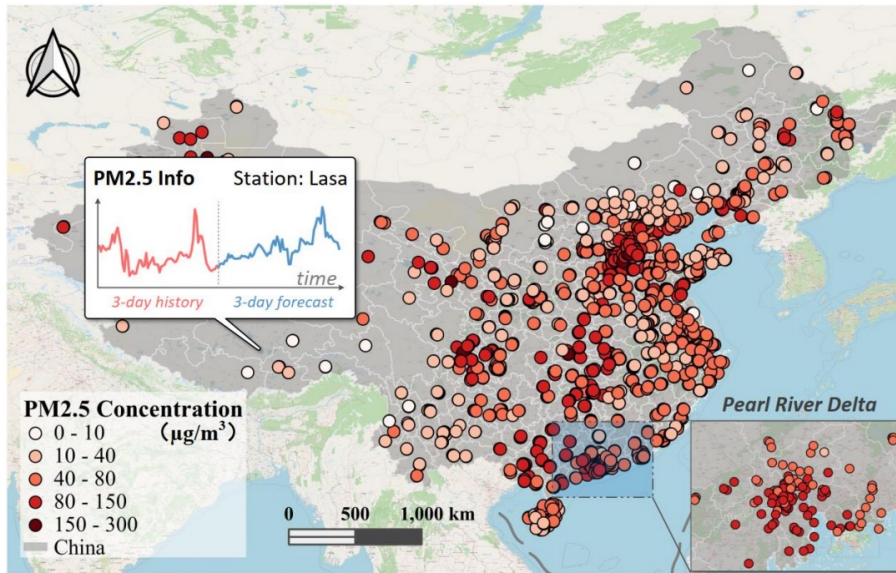 PM2.5 Info Station: Lasa
time
3-day history 3-day forecast
PM2.5 Concentration
(μg/m³)
0 - 10
10 - 40
40 - 80
80 - 150
150 - 300
China
0 500 1,000 km
Pearl River Delta